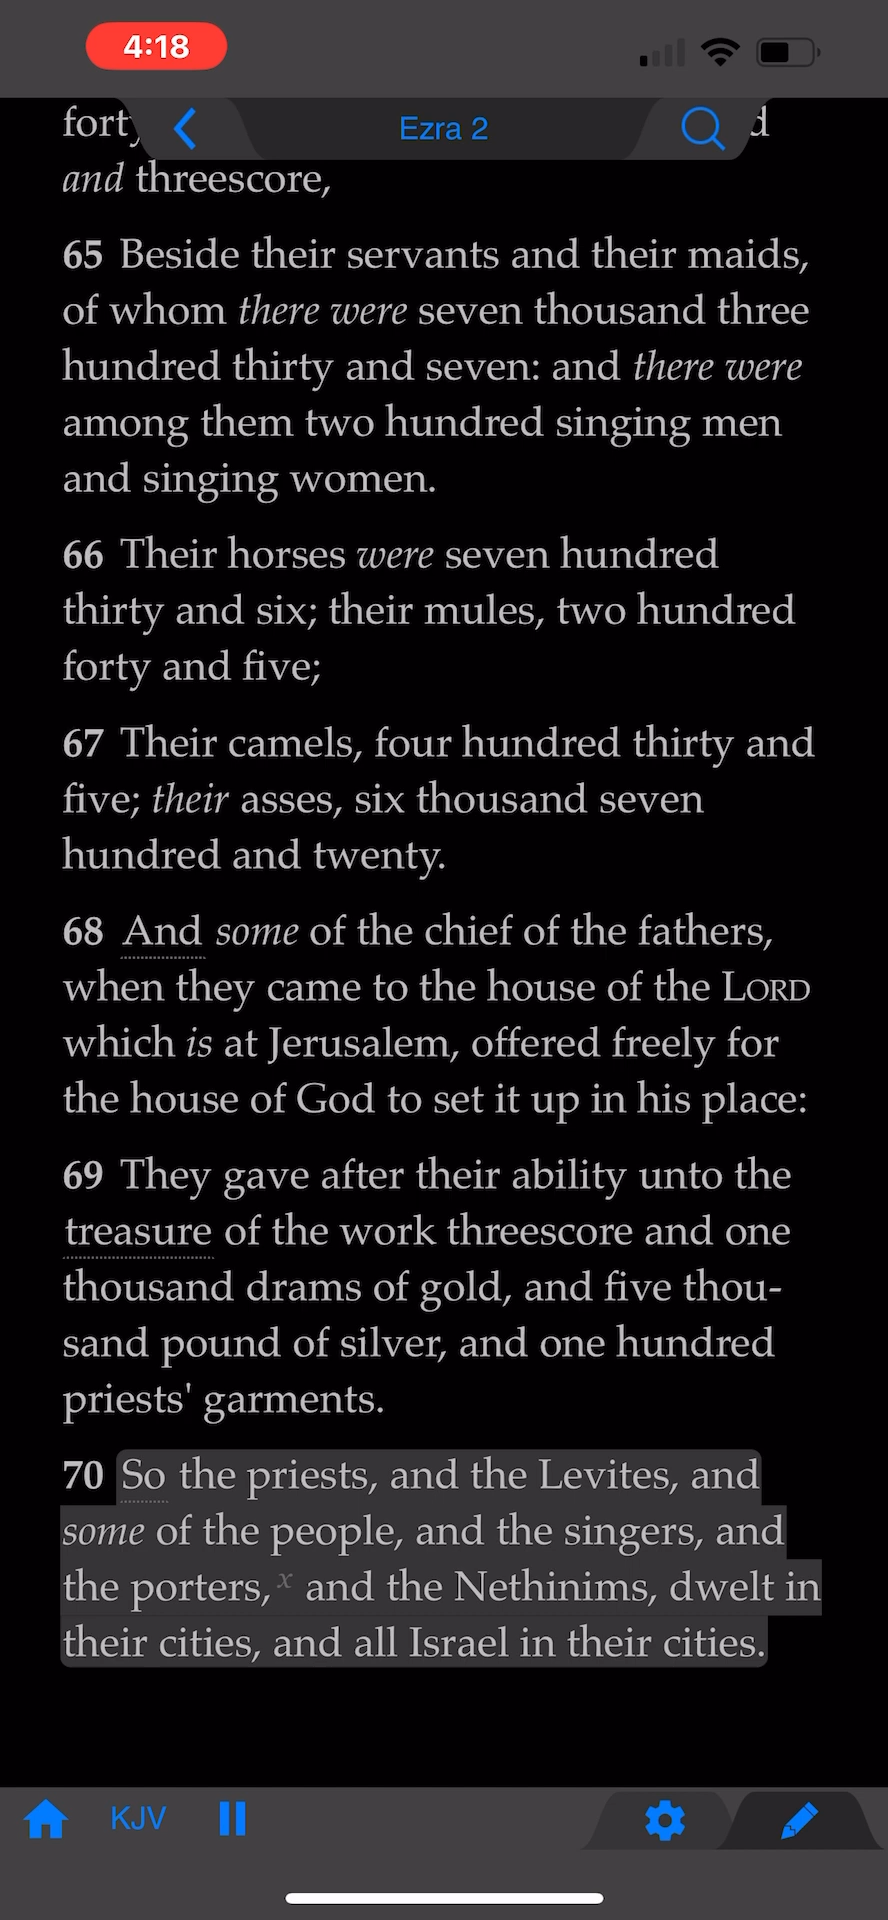 4:18
Ezra 2
and threescore,
65 Beside their servants and their maids,
of whom there were seven thousand three
hundred thirty and seven: and there were
among them two hundred singing men
and singing women.
66 Their horses were seven hundred
thirty and six; their mules, two hundred
forty and five;
67 Their camels, four hundred thirty and
five; their asses, six thousand seven
hundred and twenty.
68 And some of the chief of the fathers,
when they came to the house of the LORD
which is at Jerusalem, offered freely for
the house of God to set it up in his place:
69 They gave after their ability unto the
treasure of the work threescore and one
thousand drams of gold, and five thou-
sand pound of silver, and one hundred
priests' garments.
70 So the priests, and the Levites, and
some of the people, and the singers, and
the porters, x and the Nethinims, dwelt in
their cities, and all Israel in their cities.
KJV